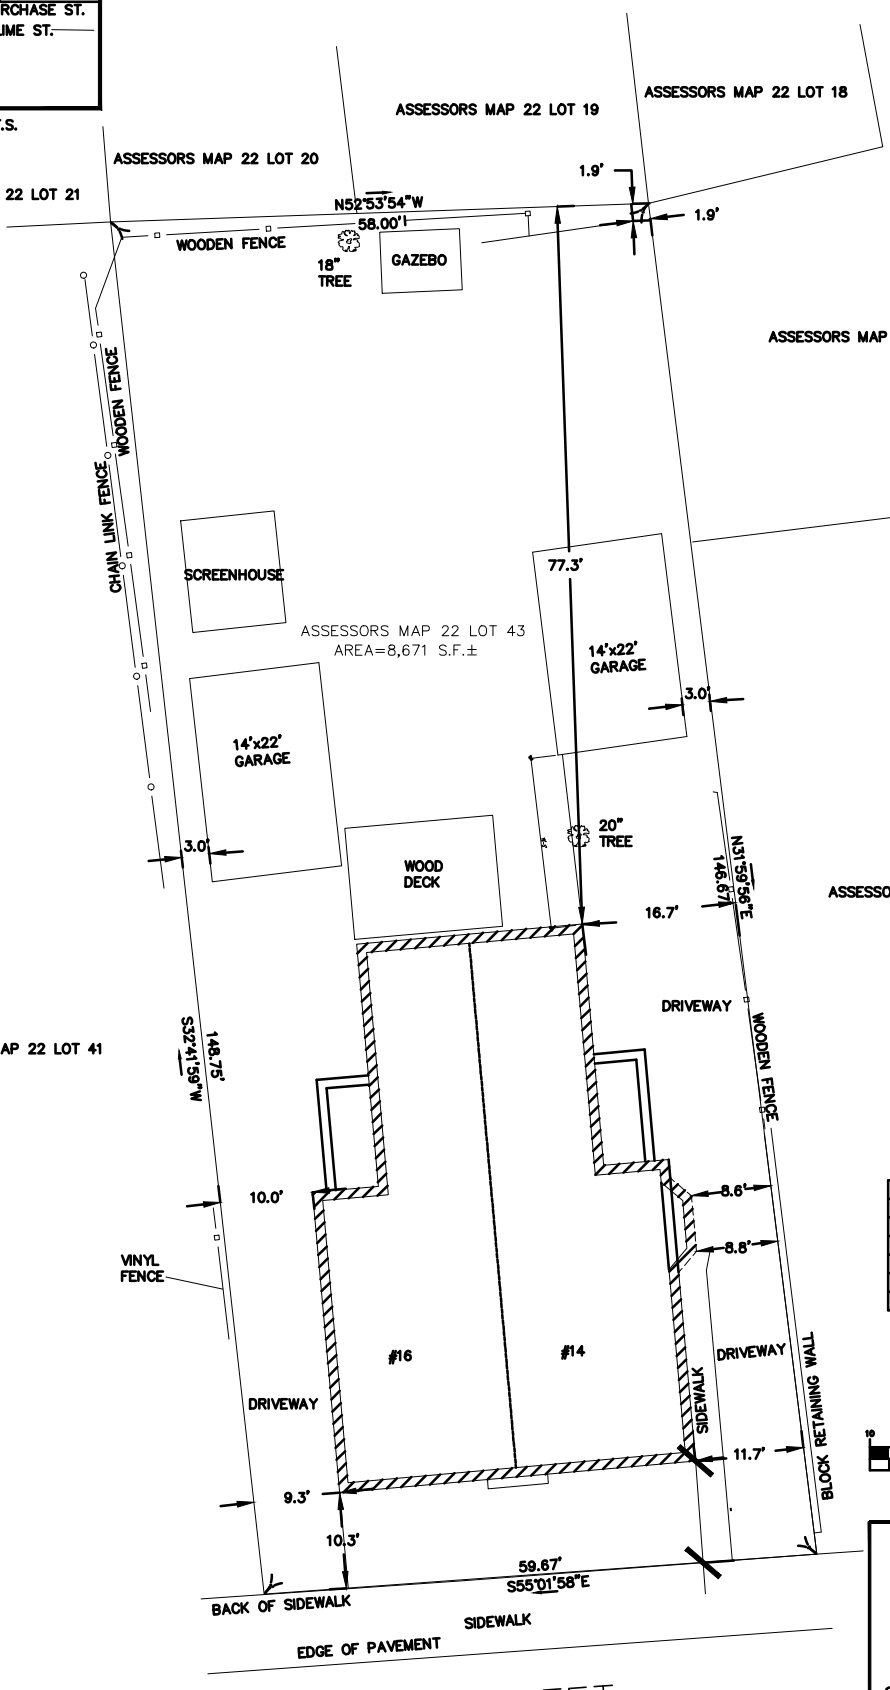 RCHASE ST.
IME ST.
ASSESSORS MAP 22 LOT 18
ASSESSORS MAP 22 LOT 19
T.S.
ASSESSORS MAP 22 LOT 20
22 LOT 21
1.9'
N52°53'54"W
58.00'
1.9'
WOODEN FENCE
GAZEBO
18"
TREE
ASSESSORS MAP
WOODEN FENCE
CHAIN LINK FENCE
77.3'
SCREENHOUSE
ASSESSORS MAP 22 LOT 43
AREA=8,671 S.F.±
14'x22'
GARAGE
3.0'
14'x22'
GARAGE
3.0'
20"
TREE
WOOD
DECK
N31°59'56"E
146.67'
ASSESSO
16.7'
DRIVEWAY
WOODEN FENCE
AP 22 LOT 41
148.75'
S32°41'59"W
10.0'
8.6'
8.8'
VINYL
FENCE
#16
#14
DRIVEWAY
SIDEWALK
DRIVEWAY
BLOCK RETAINING WALL
10
11.7'
9.3'
10.3'
59.67'
S55°01'58"E
BACK OF SIDEWALK
SIDEWALK
EDGE OF PAVEMENT